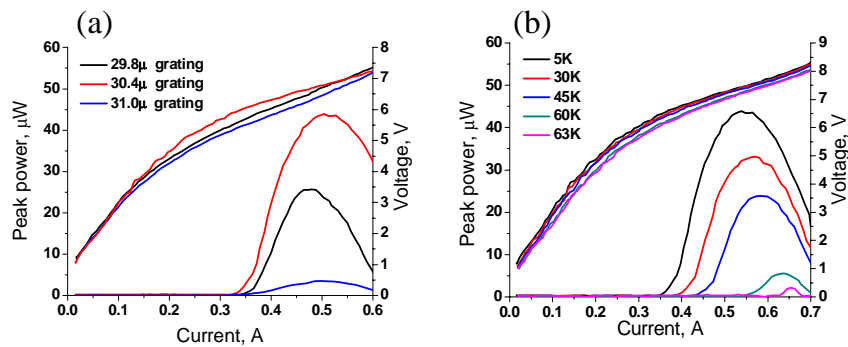 (a)
60
50
40
30
20
10
0
Peak power, μW
29.8μ grating
30.4μ grating
31.0μ grating
8
7
6
5
4
3
2
1
0
Voltage, V
0.0 0.1 0.2 0.3 0.4 0.5 0.6
Current, A
(b)
60
50
40
30
20
10
0
Peak power, μW
5K
30K
45K
60K
63K
9
8
7
6
5
4
3
2
1
0
Voltage, V
0.0 0.1 0.2 0.3 0.4 0.5 0.6 0.7
Current, A